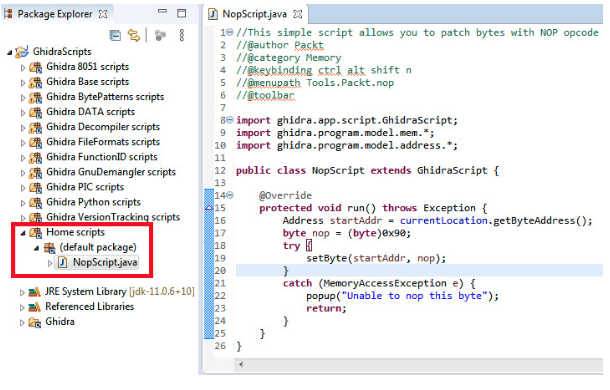 Package Explorer
GhidraScripts
Ghidra 8051 scripts
Ghidra Base scripts
Ghidra BytePatterns scripts
Ghidra DATA scripts
Ghidra Decompiler scripts
Ghidra FileFormats scripts
Ghidra FunctionID scripts
Ghidra GnuDemangler scripts
Ghidra PIC scripts
Ghidra Python scripts
Ghidra VersionTracking scripts
Home scripts
(default package)
NopScript.java
JRE System Library [jdk-11.0.6+10]
Referenced Libraries
Ghidra
NopScript.java
1 //This simple script allows you to patch bytes with NOP opcode
2 //@author Packt
3 //@category Memory
4 //@keybinding ctrl alt shift n
5 //@menupath Tools.Packt.nop
6 //@toolbar
7
8 import ghidra.app.script.GhidraScript;
9 import ghidra.program.model.mem.*;
10 import ghidra.program.model.address.*;
11
12 public class NopScript extends GhidraScript {
13
14 @Override
15 protected void run() throws Exception {
16 Address startAddr = currentLocation.getByteAddress();
17 byte nop = (byte)0x90;
18 try {
19 setByte(startAddr, nop);
20 }
21 catch (MemoryAccessException e) {
22 popup("Unable to nop this byte");
23 return;
24 }
25 }
26 }